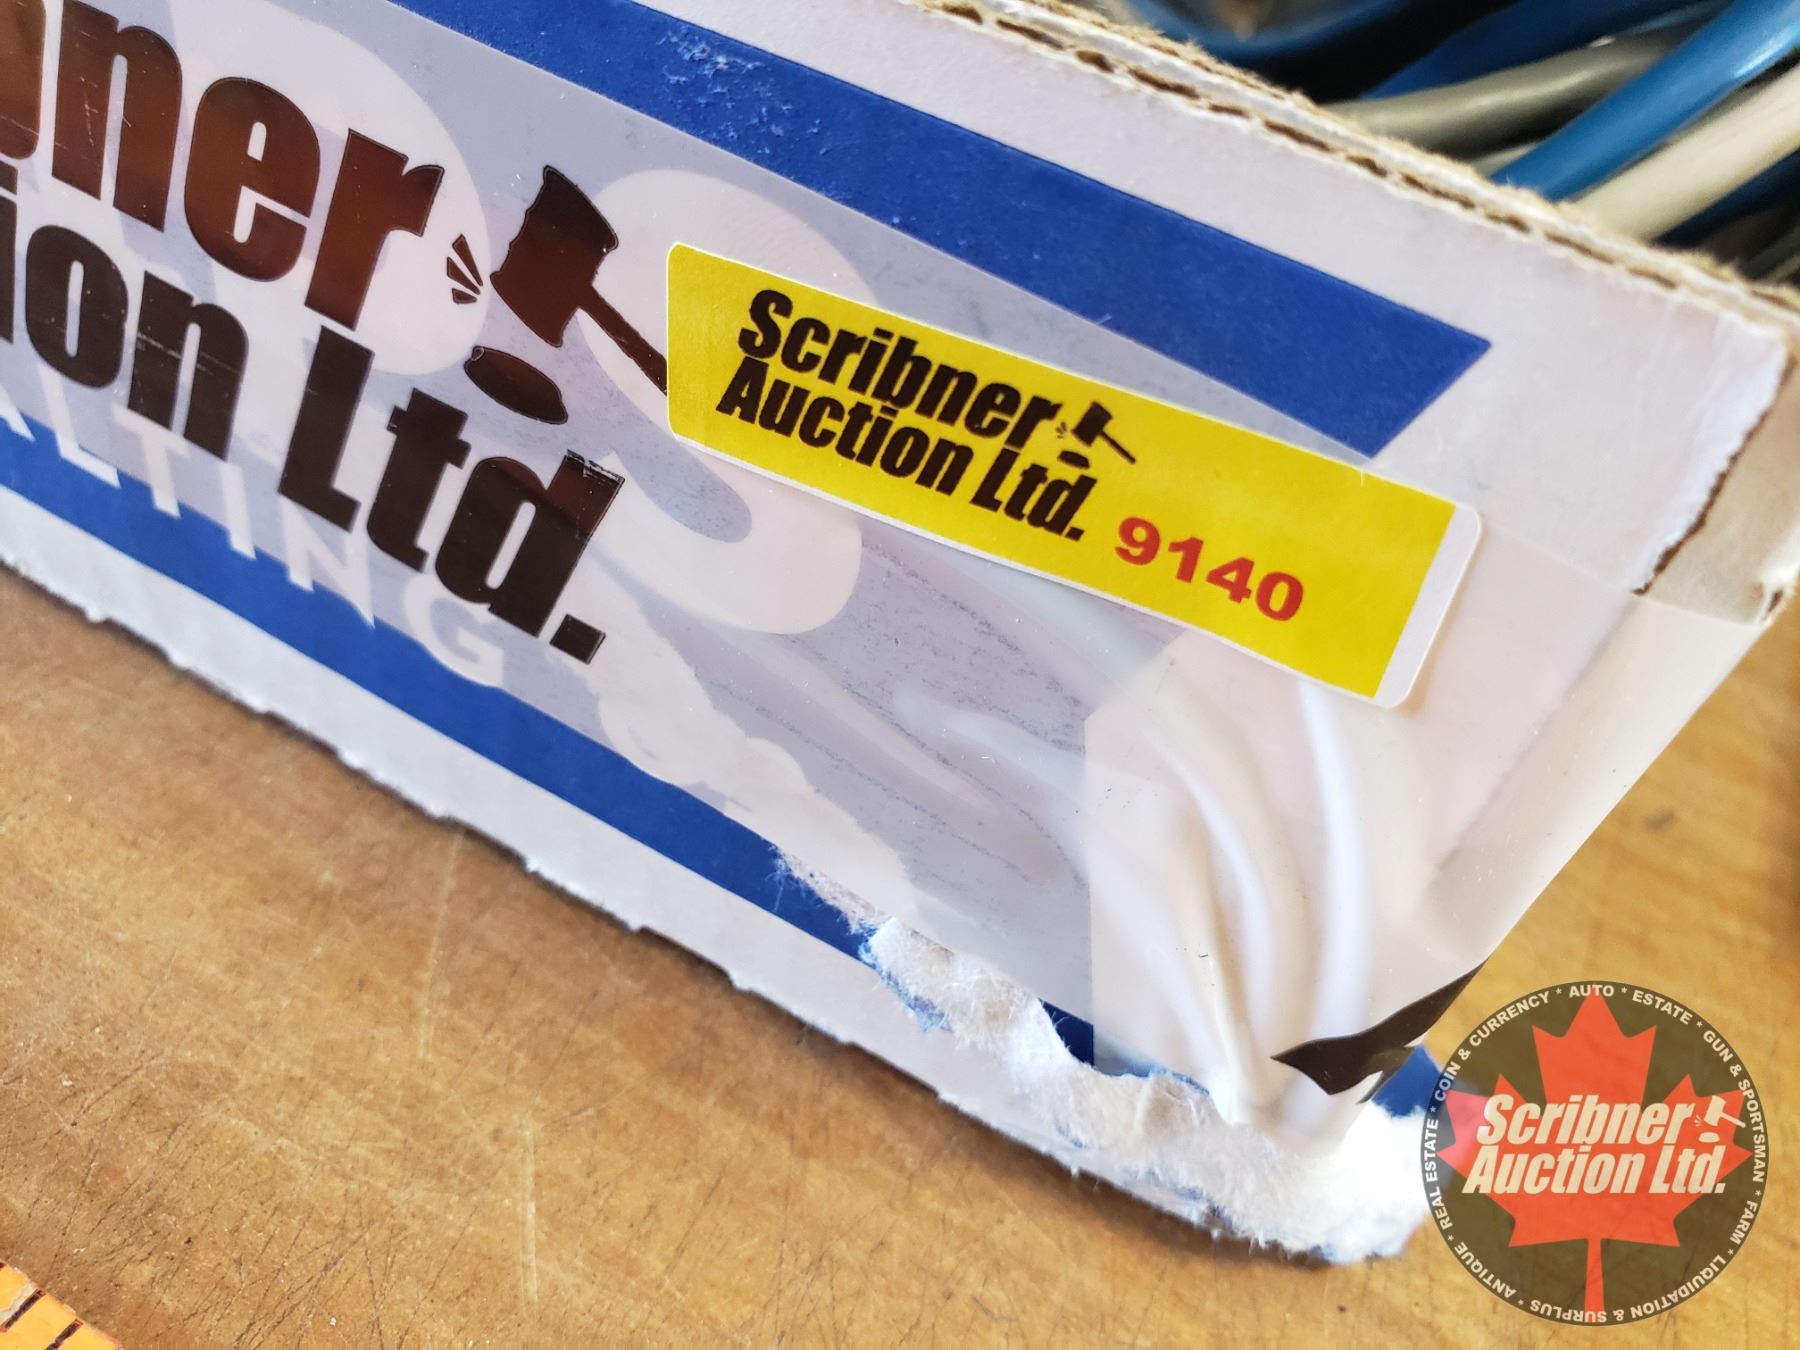 ner
ion Ltd.
ALTING
Scribner
Auction Ltd. 9140
Scribner
Auction Ltd.
* AUTO * ESTATE * GUN & SPORTSMAN * FARM * LIQUIDATION & SURPLUS * ANTIQUE * REAL ESTATE * COIN & CURRENCY